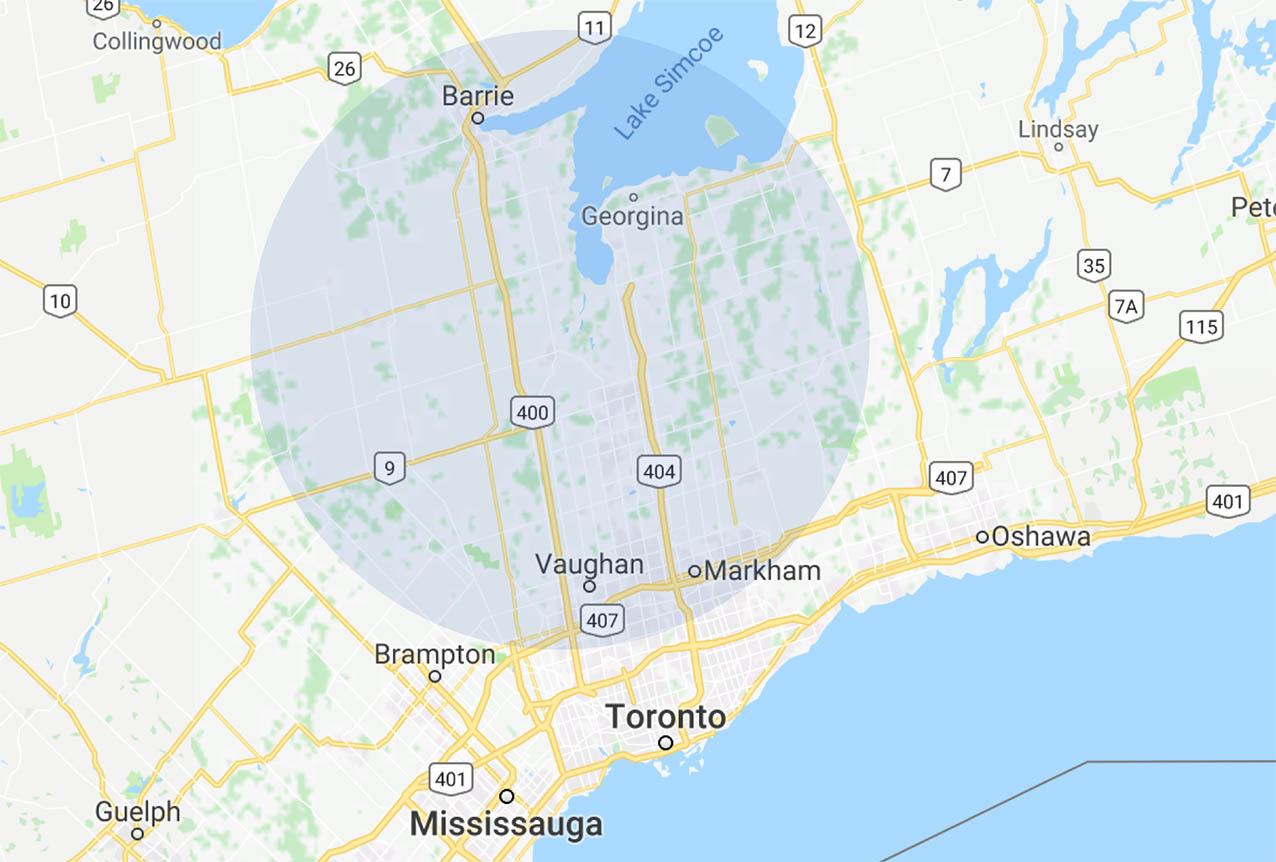 26
Collingwood
11
12
26
Lake Simcoe
Barrie
Lindsay
7
Georgina
Pete
35
10
7A
115
400
9
404
407
401
Oshawa
Vaughan
Markham
407
Brampton
Toronto
401
Guelph
Mississauga